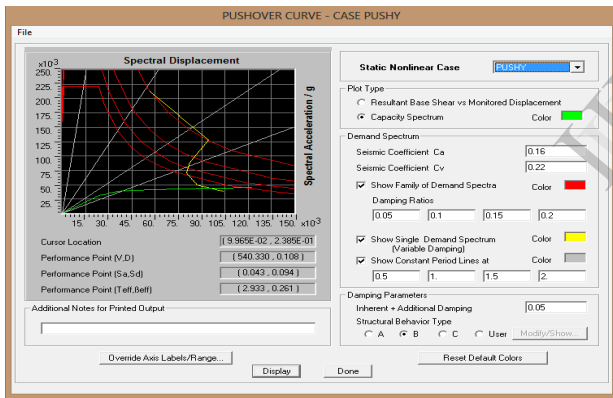 PUSHOVER CURVE - CASE PUSHY
File
Spectral Displacement
x10³
250.
225.
200.
175.
150.
125.
100.
75.
50.
25.
15. 30. 45. 60. 75. 90. 105. 120. 135. 150. x10³
Spectral Acceleration / g
Cursor Location
( 9.965E-02 , 2.385E-01
Performance Point (V,D)
( 540.330 , 0.108 )
Performance Point (Sa,Sd)
( 0.043 , 0.094 )
Performance Point (Teff,βeff)
( 2.933 , 0.261 )
Additional Notes for Printed Output
Override Axis Labels/Range...
Display
Done
Static Nonlinear Case
PUSHY
Plot Type
Resultant Base Shear vs Monitored Displacement
Capacity Spectrum
Color
Demand Spectrum
Seismic Coefficient Ca
0.16
Seismic Coefficient Cv
0.22
Show Family of Demand Spectra
Color
Damping Ratios
0.05 0.1 0.15 0.2
Show Single Demand Spectrum
(Variable Damping)
Color
Show Constant Period Lines at
Color
0.5 1. 1.5 2.
Damping Parameters
Inherent + Additional Damping
0.05
Structural Behavior Type
A B C User
Modify/Show...
Reset Default Colors